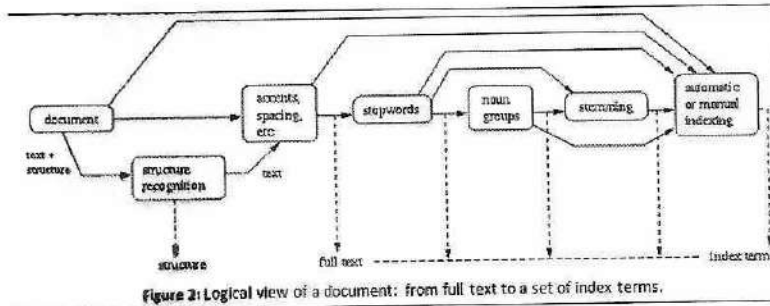 document
text +
structure
structure
recognition
text
accents,
spacing,
etc
stopwords
noun
groups
stemming
automatic
or manual
indexing
structure
full text
Index term
Figure 2: Logical view of a document: from full text to a set of index terms.